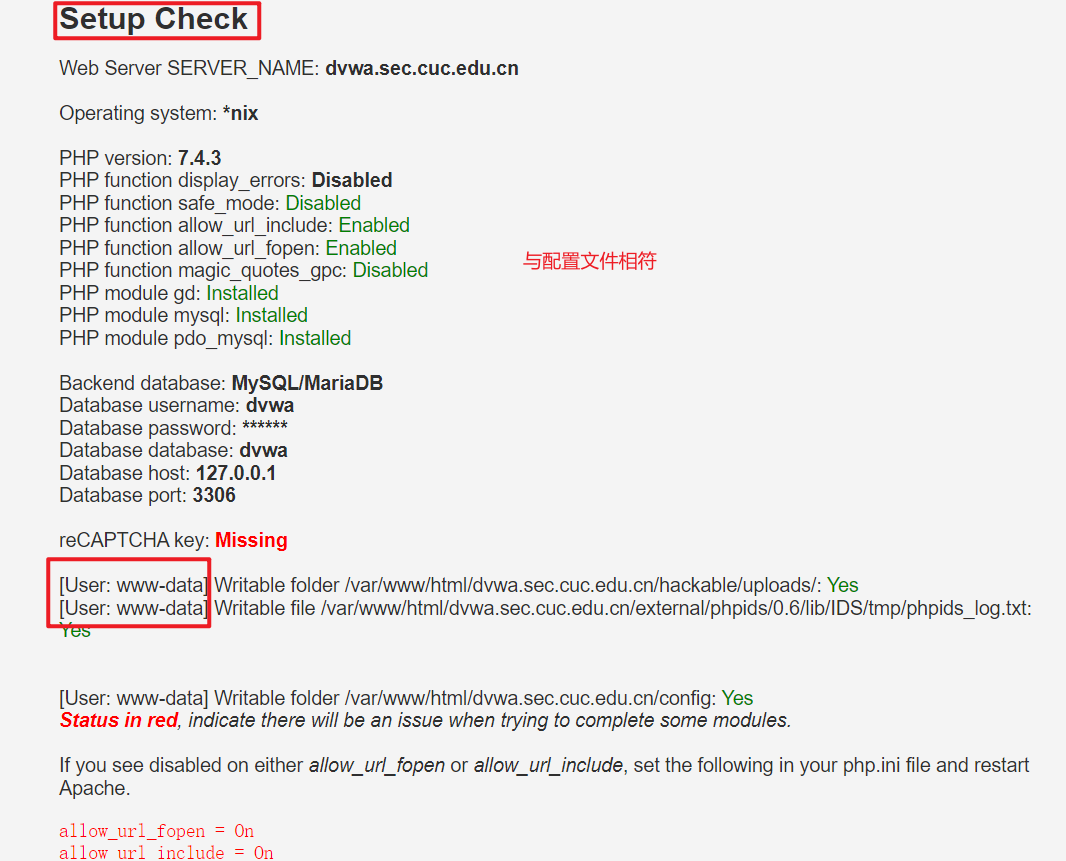 Setup Check
Web Server SERVER_NAME: dvwa.sec.cuc.edu.cn
Operating system: *nix
PHP version: 7.4.3
PHP function display_errors: Disabled
PHP function safe_mode: Disabled
PHP function allow_url_include: Enabled
PHP function allow_url_fopen: Enabled
与配置文件相符
PHP function magic_quotes_gpc: Disabled
PHP module gd: Installed
PHP module mysql: Installed
PHP module pdo_mysql: Installed
Backend database: MySQL/MariaDB
Database username: dvwa
Database password: ******
Database database: dvwa
Database host: 127.0.0.1
Database port: 3306
reCAPTCHA key: Missing
[User: www-data] Writable folder /var/www/html/dvwa.sec.cuc.edu.cn/hackable/uploads/: Yes
[User: www-data] Writable file /var/www/html/dvwa.sec.cuc.edu.cn/external/phpids/0.6/lib/IDS/tmp/phpids_log.txt:
Yes
[User: www-data] Writable folder /var/www/html/dvwa.sec.cuc.edu.cn/config: Yes
Status in red, indicate there will be an issue when trying to complete some modules.
If you see disabled on either allow_url_fopen or allow_url_include, set the following in your php.ini file and restart
Apache.
allow_url_fopen = On
allow_url_include = On